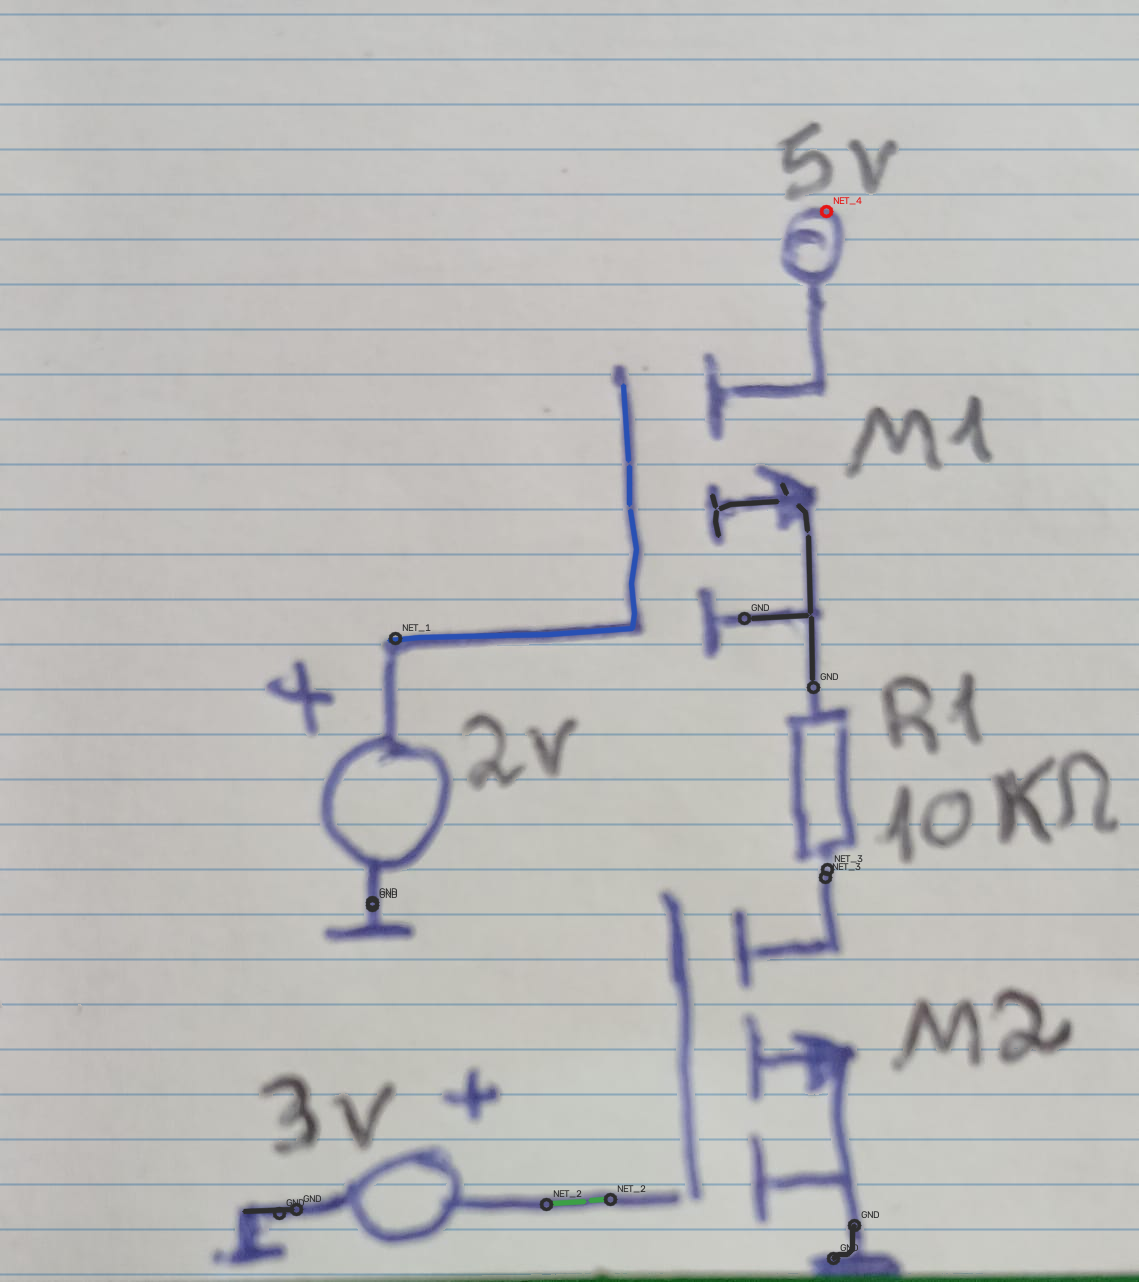 5V
NET_4
M1
GND
NET_1
GND
+
2V
R1
10KΩ
NET_3
NET_3
GND
GND
M2
3V
+
NET_2
NET_2
GND
GND
GND
GND